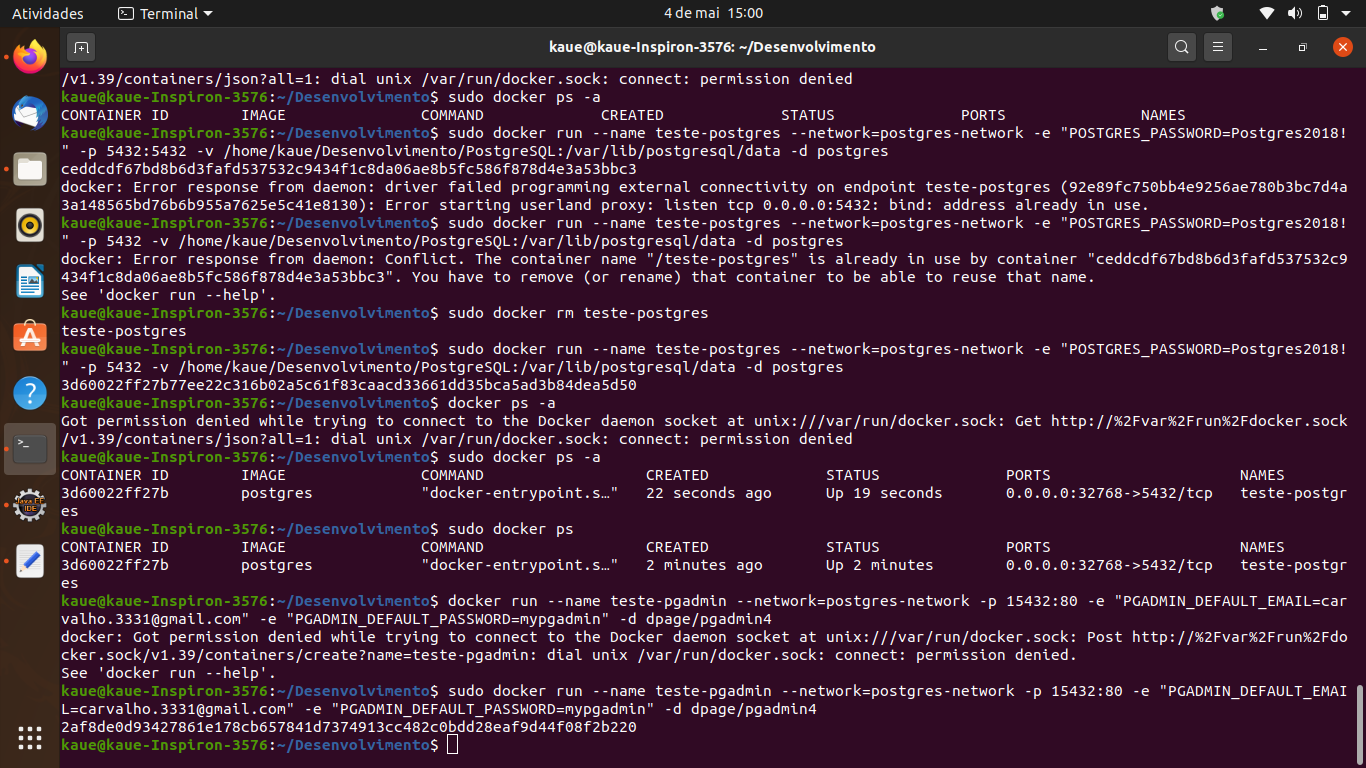 Atividades
Terminal
4 de mai 15:00
kaue@kaue-Inspiron-3576: ~/Desenvolvimento
/v1.39/containers/json?all=1: dial unix /var/run/docker.sock: connect: permission denied
kaue@kaue-Inspiron-3576:~/Desenvolvimento$ sudo docker ps -a
CONTAINER ID        IMAGE               COMMAND             CREATED             STATUS              PORTS               NAMES
kaue@kaue-Inspiron-3576:~/Desenvolvimento$ sudo docker run --name teste-postgres --network=postgres-network -e "POSTGRES_PASSWORD=Postgres2018!
" -p 5432:5432 -v /home/kaue/Desenvolvimento/PostgreSQL:/var/lib/postgresql/data -d postgres
ceddcdf67bd8b6d3fafd537532c9434f1c8da06ae8b5fc586f878d4e3a53bbc3
docker: Error response from daemon: driver failed programming external connectivity on endpoint teste-postgres (92e89fc750bb4e9256ae780b3bc7d4a
3a148565bd76b6b955a7625e5c41e8130): Error starting userland proxy: listen tcp 0.0.0.0:5432: bind: address already in use.
kaue@kaue-Inspiron-3576:~/Desenvolvimento$ sudo docker run --name teste-postgres --network=postgres-network -e "POSTGRES_PASSWORD=Postgres2018!
" -p 5432 -v /home/kaue/Desenvolvimento/PostgreSQL:/var/lib/postgresql/data -d postgres
docker: Error response from daemon: Conflict. The container name "/teste-postgres" is already in use by container "ceddcdf67bd8b6d3fafd537532c9
434f1c8da06ae8b5fc586f878d4e3a53bbc3". You have to remove (or rename) that container to be able to reuse that name.
See 'docker run --help'.
kaue@kaue-Inspiron-3576:~/Desenvolvimento$ sudo docker rm teste-postgres
teste-postgres
kaue@kaue-Inspiron-3576:~/Desenvolvimento$ sudo docker run --name teste-postgres --network=postgres-network -e "POSTGRES_PASSWORD=Postgres2018!
" -p 5432 -v /home/kaue/Desenvolvimento/PostgreSQL:/var/lib/postgresql/data -d postgres
3d60022ff27b77ee22c316b02a5c61f83caacd33661dd35bca5ad3b84dea5d50
kaue@kaue-Inspiron-3576:~/Desenvolvimento$ docker ps -a
Got permission denied while trying to connect to the Docker daemon socket at unix:///var/run/docker.sock: Get http://%2Fvar%2Frun%2Fdocker.sock
/v1.39/containers/json?all=1: dial unix /var/run/docker.sock: connect: permission denied
kaue@kaue-Inspiron-3576:~/Desenvolvimento$ sudo docker ps -a
CONTAINER ID        IMAGE               COMMAND                  CREATED             STATUS              PORTS                     NAMES
3d60022ff27b        postgres            "docker-entrypoint.s…"   22 seconds ago      Up 19 seconds       0.0.0.0:32768->5432/tcp   teste-postgr
es
kaue@kaue-Inspiron-3576:~/Desenvolvimento$ sudo docker ps
CONTAINER ID        IMAGE               COMMAND                  CREATED             STATUS              PORTS                     NAMES
3d60022ff27b        postgres            "docker-entrypoint.s…"   2 minutes ago       Up 2 minutes        0.0.0.0:32768->5432/tcp   teste-postgr
es
kaue@kaue-Inspiron-3576:~/Desenvolvimento$ docker run --name teste-pgadmin --network=postgres-network -p 15432:80 -e "PGADMIN_DEFAULT_EMAIL=car
valho.3331@gmail.com" -e "PGADMIN_DEFAULT_PASSWORD=mypgadmin" -d dpage/pgadmin4
docker: Got permission denied while trying to connect to the Docker daemon socket at unix:///var/run/docker.sock: Post http://%2Fvar%2Frun%2Fdo
cker.sock/v1.39/containers/create?name=teste-pgadmin: dial unix /var/run/docker.sock: connect: permission denied.
See 'docker run --help'.
kaue@kaue-Inspiron-3576:~/Desenvolvimento$ sudo docker run --name teste-pgadmin --network=postgres-network -p 15432:80 -e "PGADMIN_DEFAULT_EMAI
L=carvalho.3331@gmail.com" -e "PGADMIN_DEFAULT_PASSWORD=mypgadmin" -d dpage/pgadmin4
2af8de0d93427861e178cb657841d7374913cc482c0bdd28eaf9d44f08f2b220
kaue@kaue-Inspiron-3576:~/Desenvolvimento$
Java EE
IDE